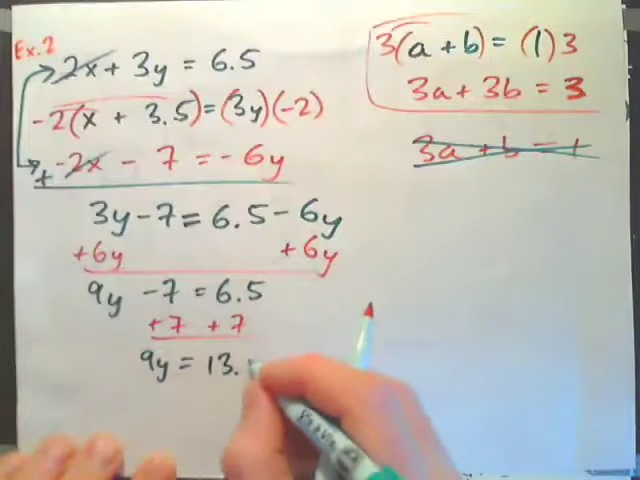 Ex.2
2x + 3y = 6.5
-2(x + 3.5) = (3y)(-2)
+ -2x - 7 = -6y
3y - 7 = 6.5 - 6y
+6y +6y
9y - 7 = 6.5
+7 +7
9y = 13.
3(a + b) = (1)3
3a + 3b = 3
3a + b = 1